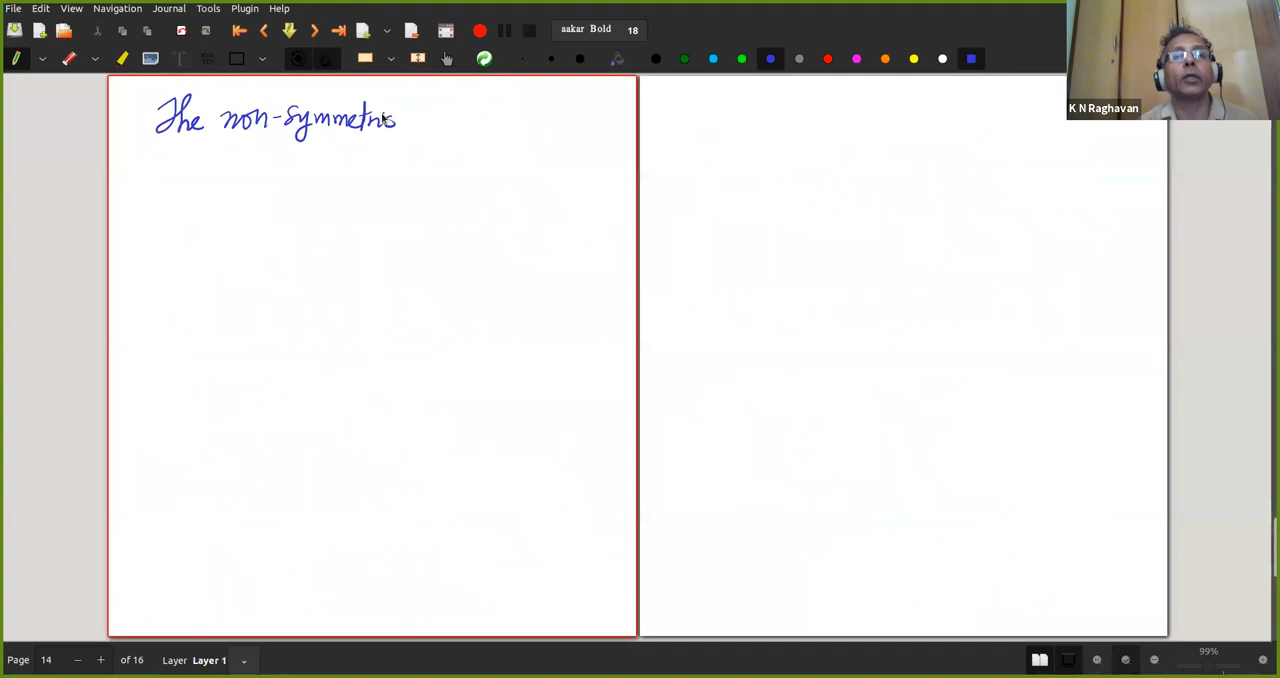 File Edit View Navigation Journal Tools Plugin Help
aakar Bold 18
K N Raghavan
The non-symmetric
Page 14 of 16 Layer Layer 1 99%